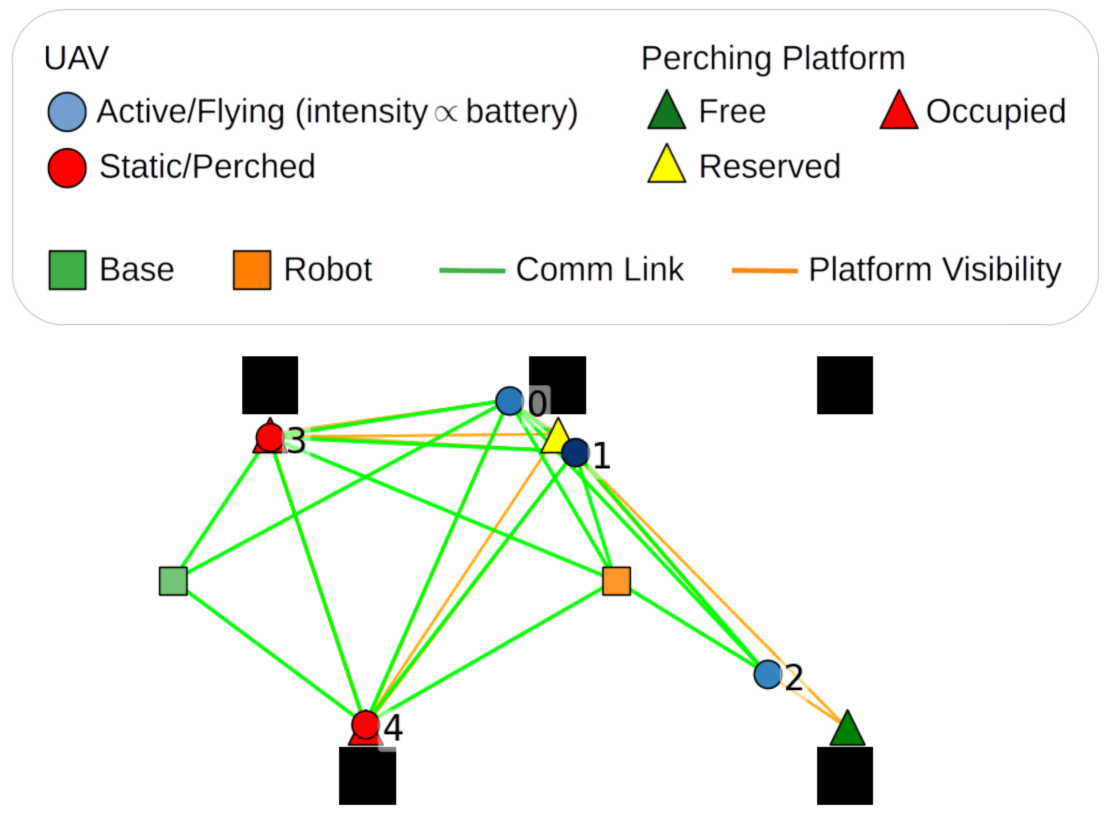 UAV
Active/Flying (intensity ∝ battery)
Static/Perched
Perching Platform
Free
Occupied
Reserved
Base
Robot
Comm Link
Platform Visibility
0
3
1
2
4